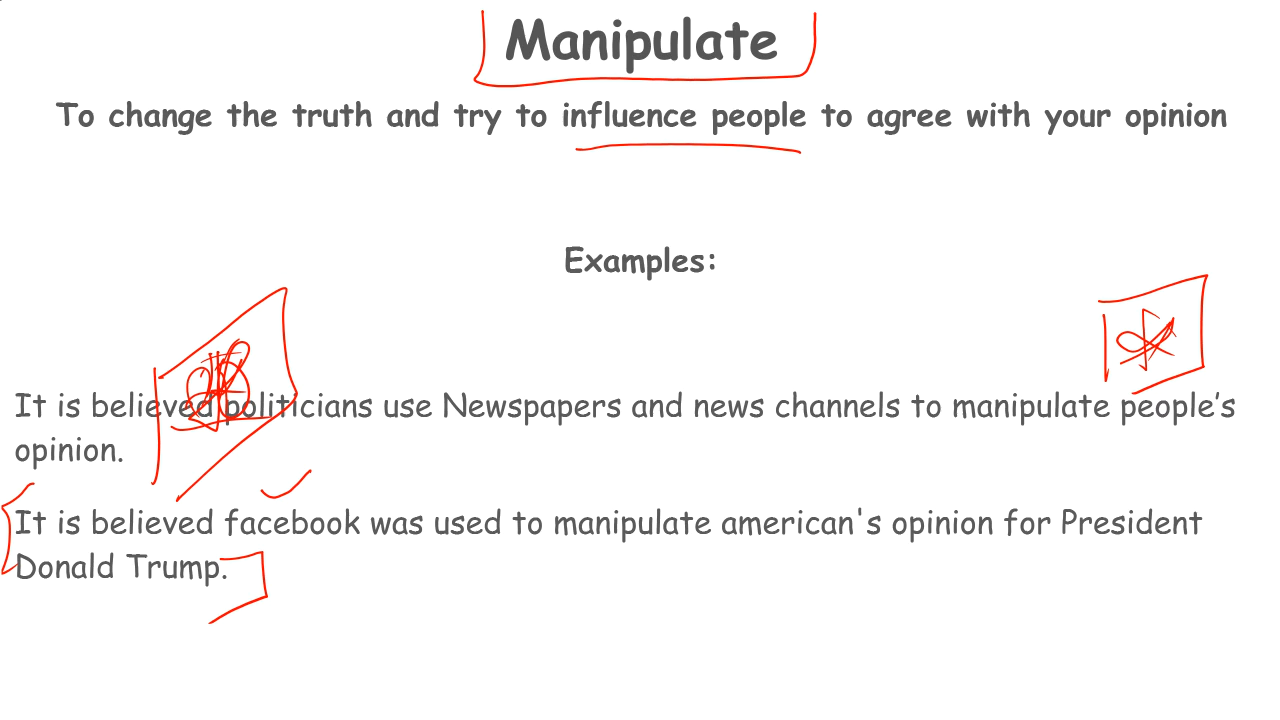 Manipulate
To change the truth and try to influence people to agree with your opinion
Examples:
It is believed politicians use Newspapers and news channels to manipulate people’s
opinion.
It is believed facebook was used to manipulate american's opinion for President
Donald Trump.